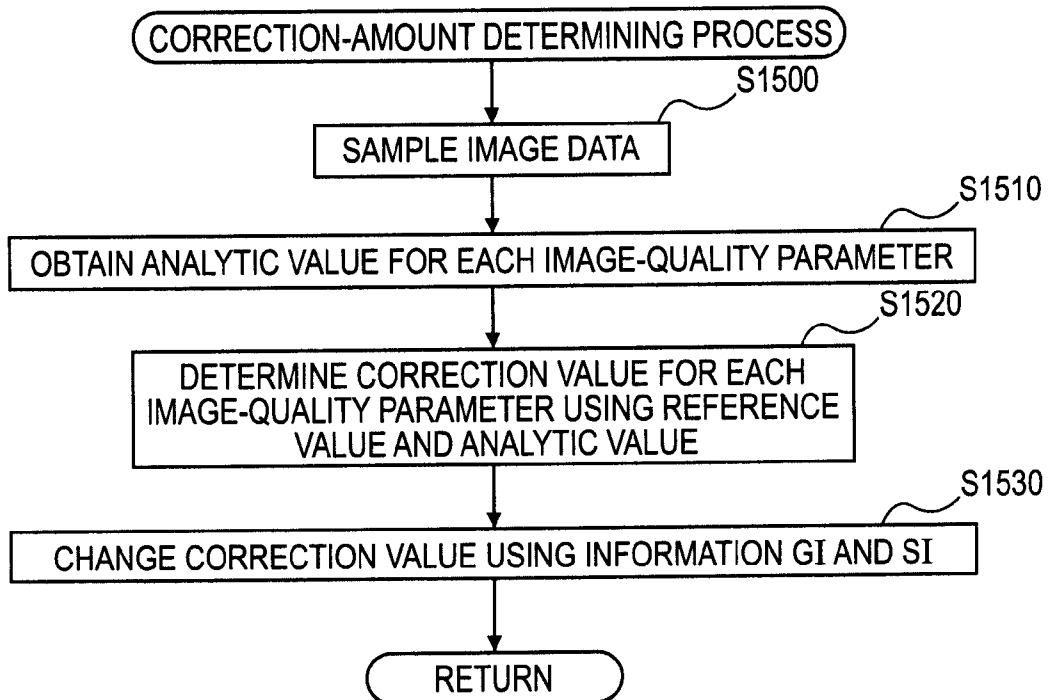 CORRECTION-AMOUNT DETERMINING PROCESS
S1500
SAMPLE IMAGE DATA
S1510
OBTAIN ANALYTIC VALUE FOR EACH IMAGE-QUALITY PARAMETER
S1520
DETERMINE CORRECTION VALUE FOR EACH
IMAGE-QUALITY PARAMETER USING REFERENCE
VALUE AND ANALYTIC VALUE
S1530
CHANGE CORRECTION VALUE USING INFORMATION GI AND SI
RETURN